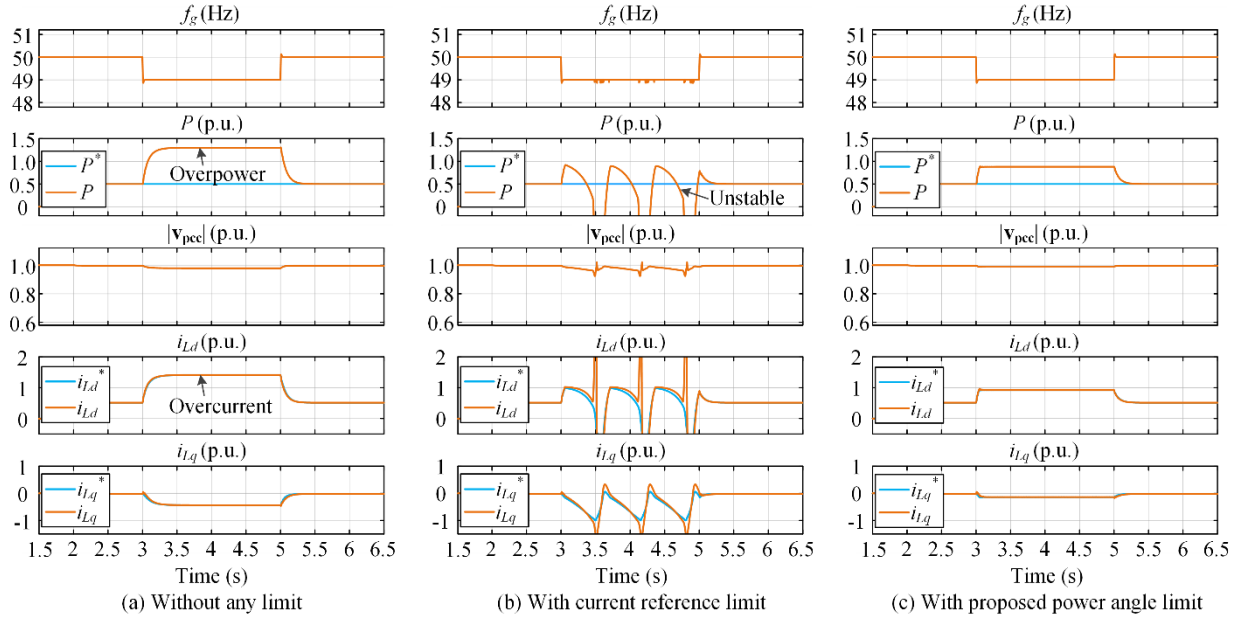 f_g (Hz)
51
50
49
48
P (p.u.)
1.5
1.0
0.5
0
P*
P
Overpower
|v_pcc| (p.u.)
1.0
0.8
0.6
i_Ld (p.u.)
2
1
0
i_Ld*
i_Ld
Overcurrent
i_Lq (p.u.)
1
0
-1
i_Lq*
i_Lq
1.5 2 2.5 3 3.5 4 4.5 5 5.5 6 6.5
Time (s)
(a) Without any limit
f_g (Hz)
51
50
49
48
P (p.u.)
1.5
1.0
0.5
0
P*
P
Unstable
|v_pcc| (p.u.)
1.0
0.8
0.6
i_Ld (p.u.)
2
1
0
i_Ld*
i_Ld
i_Lq (p.u.)
1
0
-1
i_Lq*
i_Lq
1.5 2 2.5 3 3.5 4 4.5 5 5.5 6 6.5
Time (s)
(b) With current reference limit
f_g (Hz)
51
50
49
48
P (p.u.)
1.5
1.0
0.5
0
P*
P
|v_pcc| (p.u.)
1.0
0.8
0.6
i_Ld (p.u.)
2
1
0
i_Ld*
i_Ld
i_Lq (p.u.)
1
0
-1
i_Lq*
i_Lq
1.5 2 2.5 3 3.5 4 4.5 5 5.5 6 6.5
Time (s)
(c) With proposed power angle limit